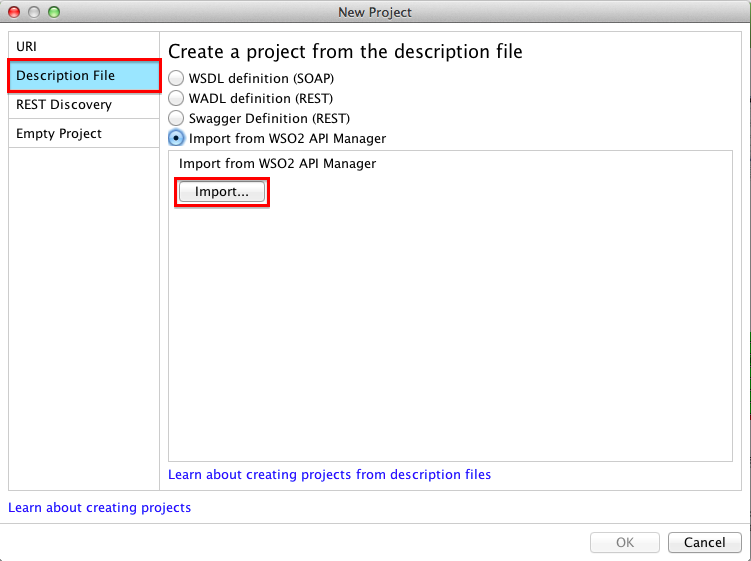 New Project
URI
Description File
REST Discovery
Empty Project
Create a project from the description file
WSDL definition (SOAP)
WADL definition (REST)
Swagger Definition (REST)
Import from WSO2 API Manager
Import from WSO2 API Manager
Import...
Learn about creating projects from description files
Learn about creating projects
OK
Cancel